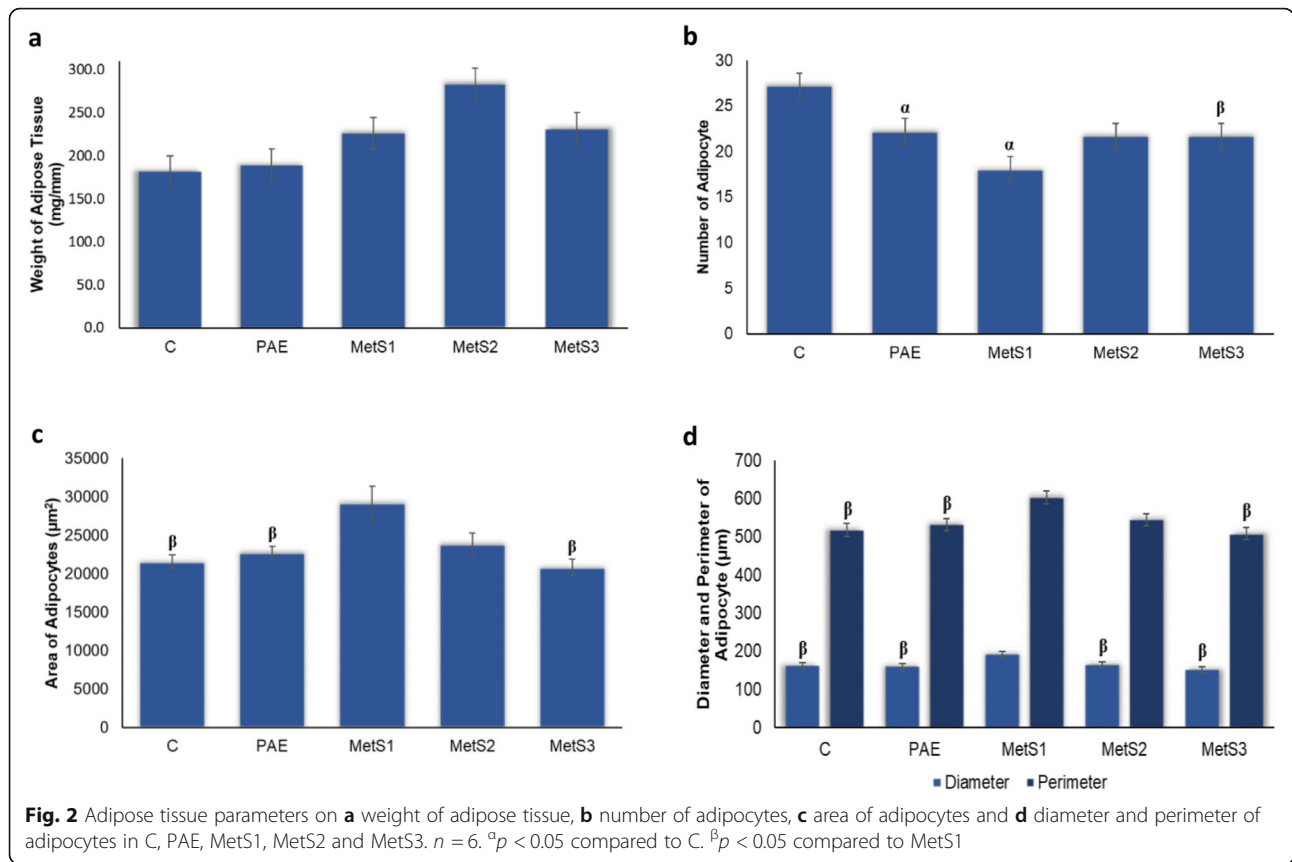 a
Weight of Adipose Tissue
(mg/mm)
300.0
250.0
200.0
150.0
100.0
50.0
0.0
C PAE MetS1 MetS2 MetS3
b
Number of Adipocyte
30
25
20
15
10
5
0
α
α
β
C PAE MetS1 MetS2 MetS3
c
Area of Adipocytes (µm²)
35000
30000
25000
20000
15000
10000
5000
0
β
β
β
C PAE MetS1 MetS2 MetS3
d
Diameter and Perimeter of
Adipocyte (µm)
700
600
500
400
300
200
100
0
β β β
β β β β
C PAE MetS1 MetS2 MetS3
Diameter Perimeter
Fig. 2 Adipose tissue parameters on a weight of adipose tissue, b number of adipocytes, c area of adipocytes and d diameter and perimeter of
adipocytes in C, PAE, MetS1, MetS2 and MetS3. n = 6. ᵅp < 0.05 compared to C. ᵝp < 0.05 compared to MetS1